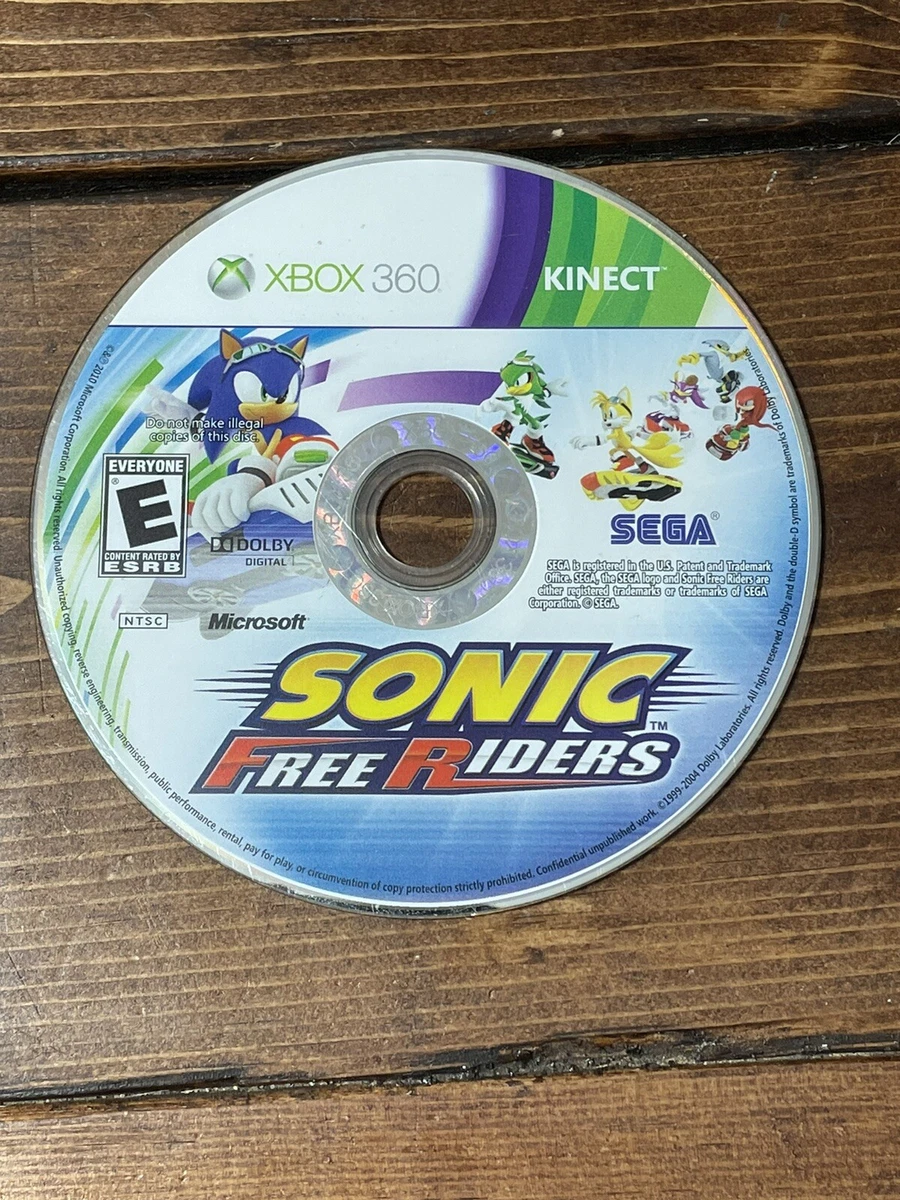 XBOX 360
KINECT™
Do not make illegal
copies of this disc.
EVERYONE
E
®
CONTENT RATED BY
ESRB
DOLBY
DIGITAL
NTSC
Microsoft®
SEGA®
SEGA is registered in the U.S. Patent and Trademark
Office. SEGA, the SEGA logo and Sonic Free Riders are
either registered trademarks or trademarks of SEGA
Corporation. © SEGA.
SONIC
™
FREE RIDERS
©&℗ 2010 Microsoft Corporation. All rights reserved. Unauthorized copying, reverse engineering, transmission, public performance, rental, pay for play, or circumvention of copy protection strictly prohibited. Confidential unpublished work. ©1999-2004 Dolby Laboratories. All rights reserved. Dolby and the double-D symbol are trademarks of Dolby Laboratories.